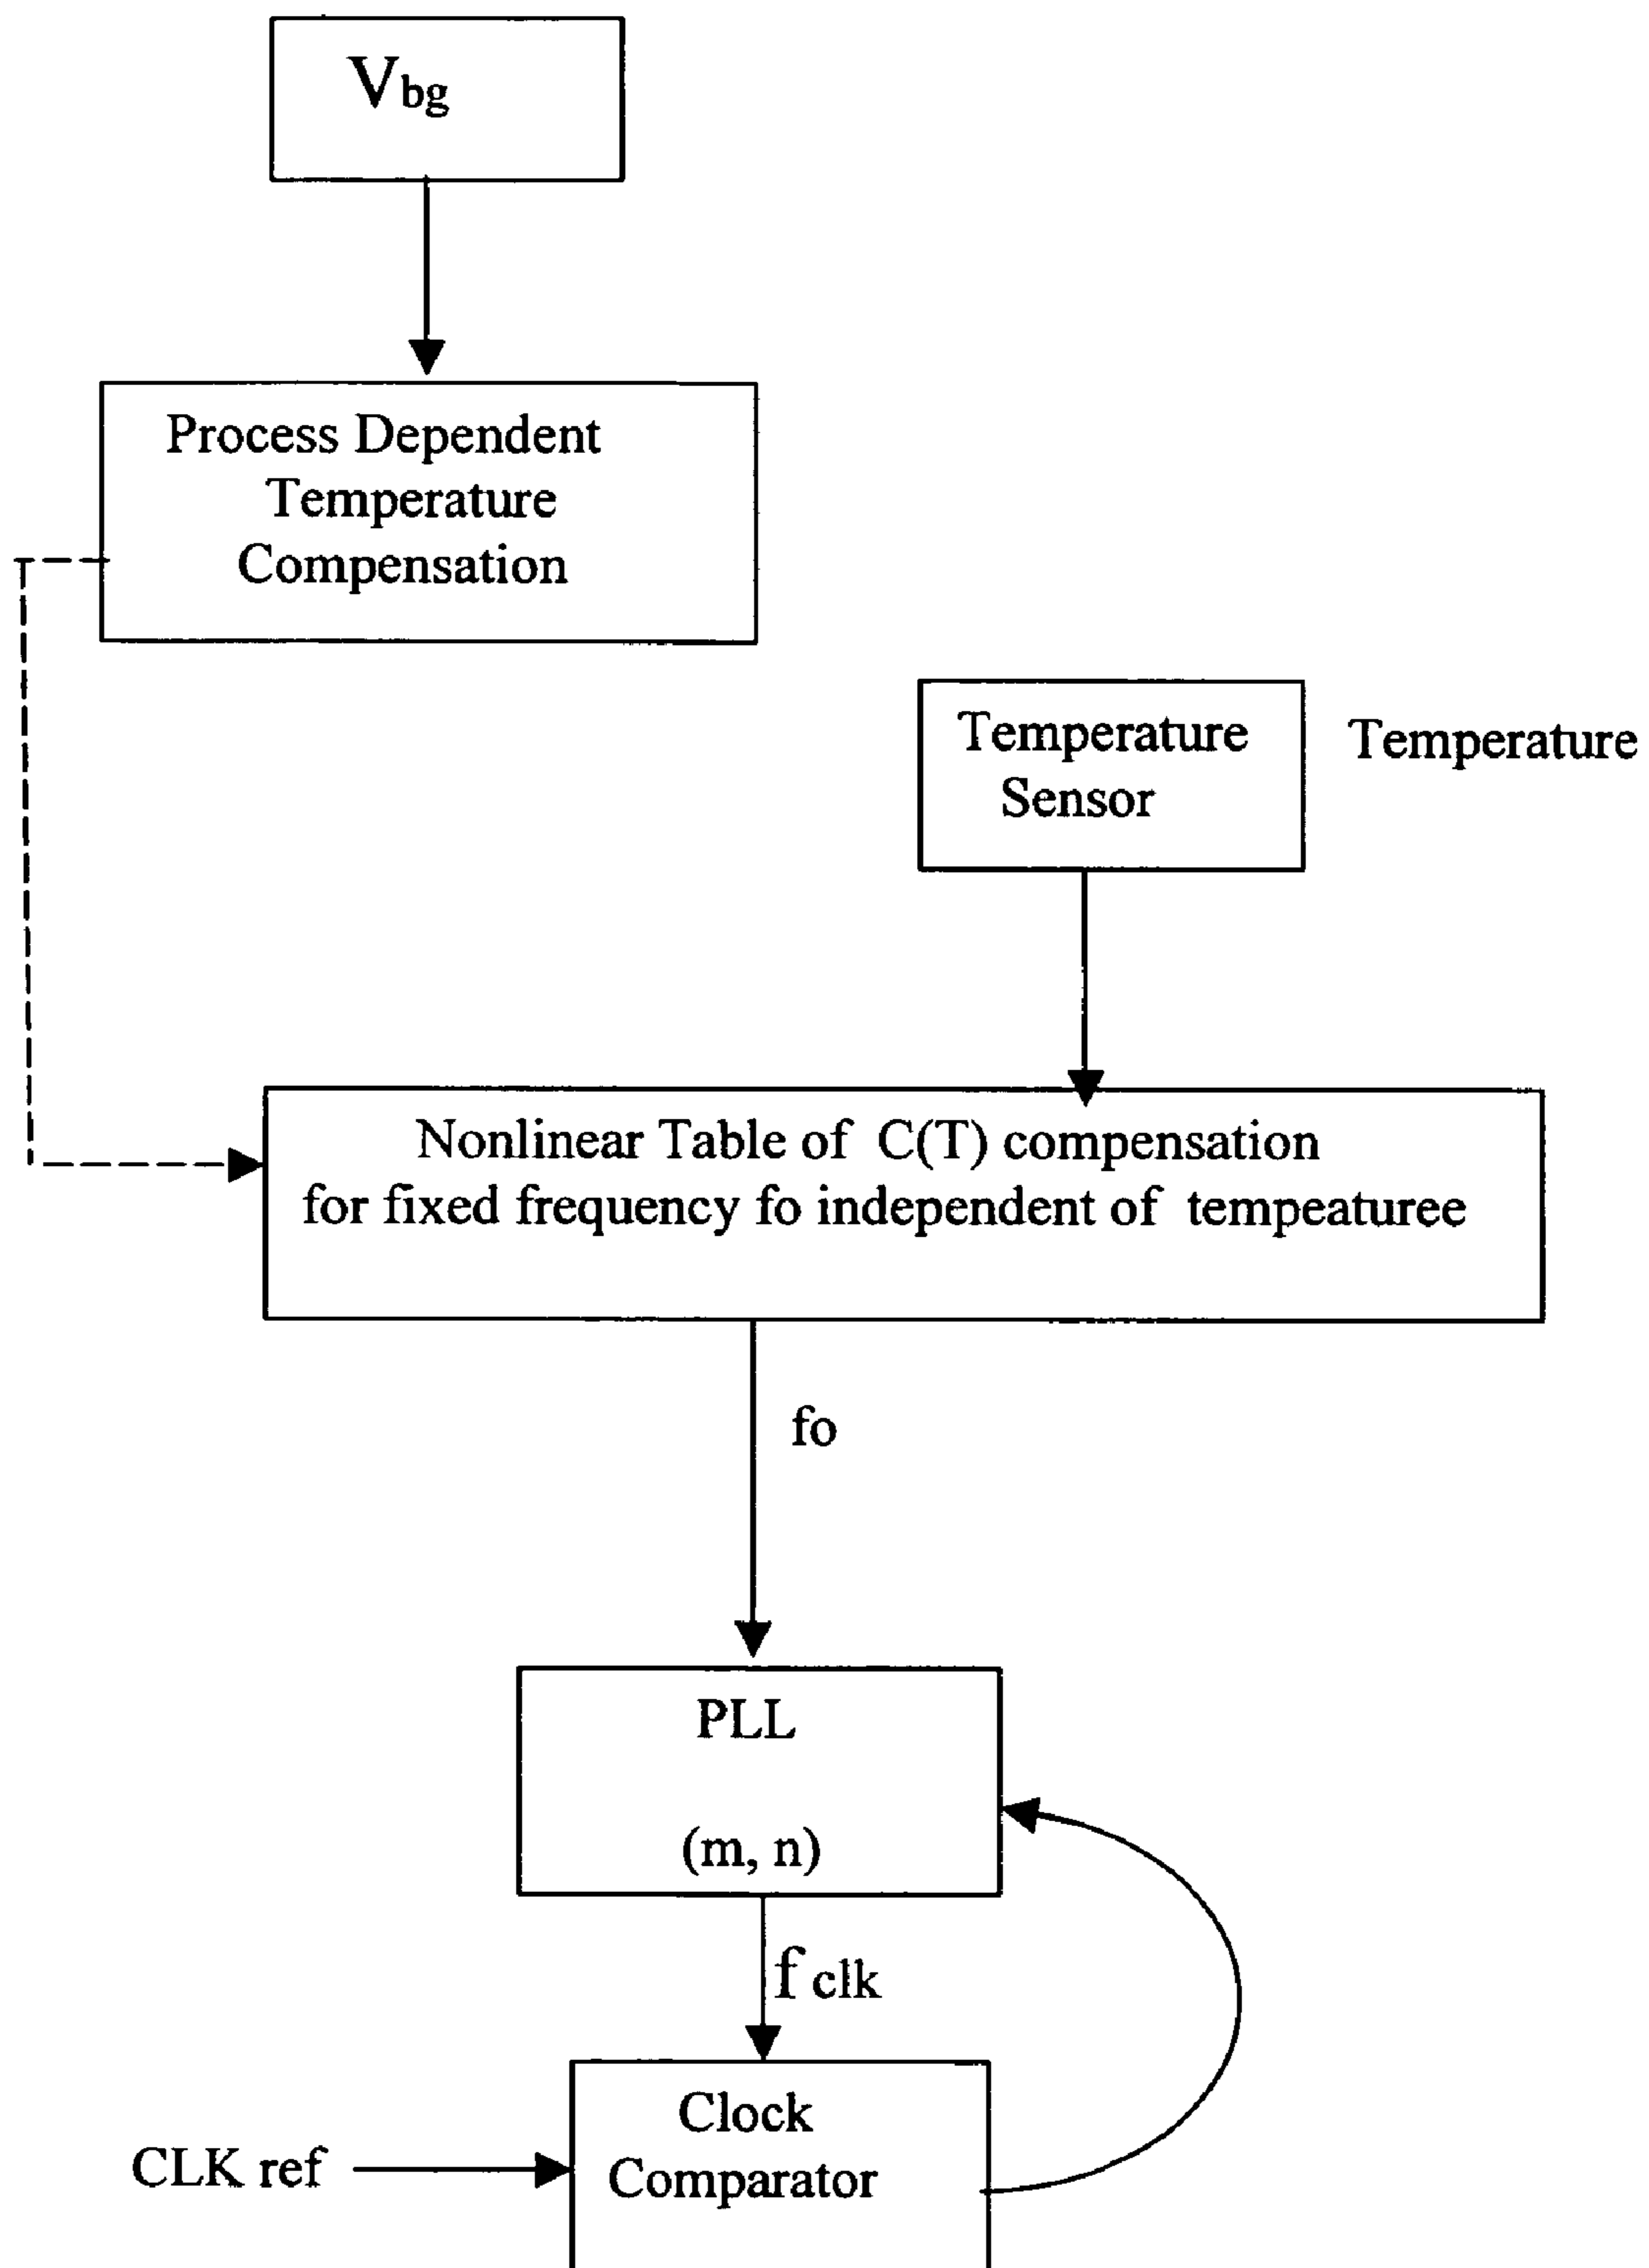 Vbg
Process Dependent
Temperature
Compensation
Temperature
Sensor
Temperature
Nonlinear Table of C(T) compensation
for fixed frequency fo independent of tempeaturee
fo
PLL
(m, n)
f clk
Clock
Comparator
CLK ref